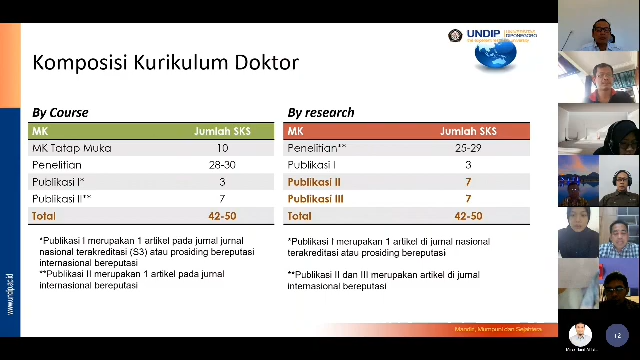 UNDIP UNIVERSITAS DIPONEGORO
Komposisi Kurikulum Doktor
By Course
MK Jumlah SKS
MK Tatap Muka 10
Penelitian 28-30
Publikasi I* 3
Publikasi II** 7
Total 42-50
*Publikasi I merupakan 1 artikel pada jurnal jurnal
nasional terakreditasi (S3) atau prosiding bereputasi
internasional bereputasi
**Publikasi II merupakan 1 artikel pada jurnal
internasional bereputasi
By research
MK Jumlah SKS
Penelitian** 25-29
Publikasi I 3
Publikasi II 7
Publikasi III 7
Total 42-50
*Publikasi I merupakan 1 artikel di jurnal nasional
terakreditasi atau prosiding bereputasi
**Publikasi II dan III merupakan artikel di jurnal
internasional bereputasi
www.undip.ac.id
Mandiri, Mumpuni dan Sejahtera
+2